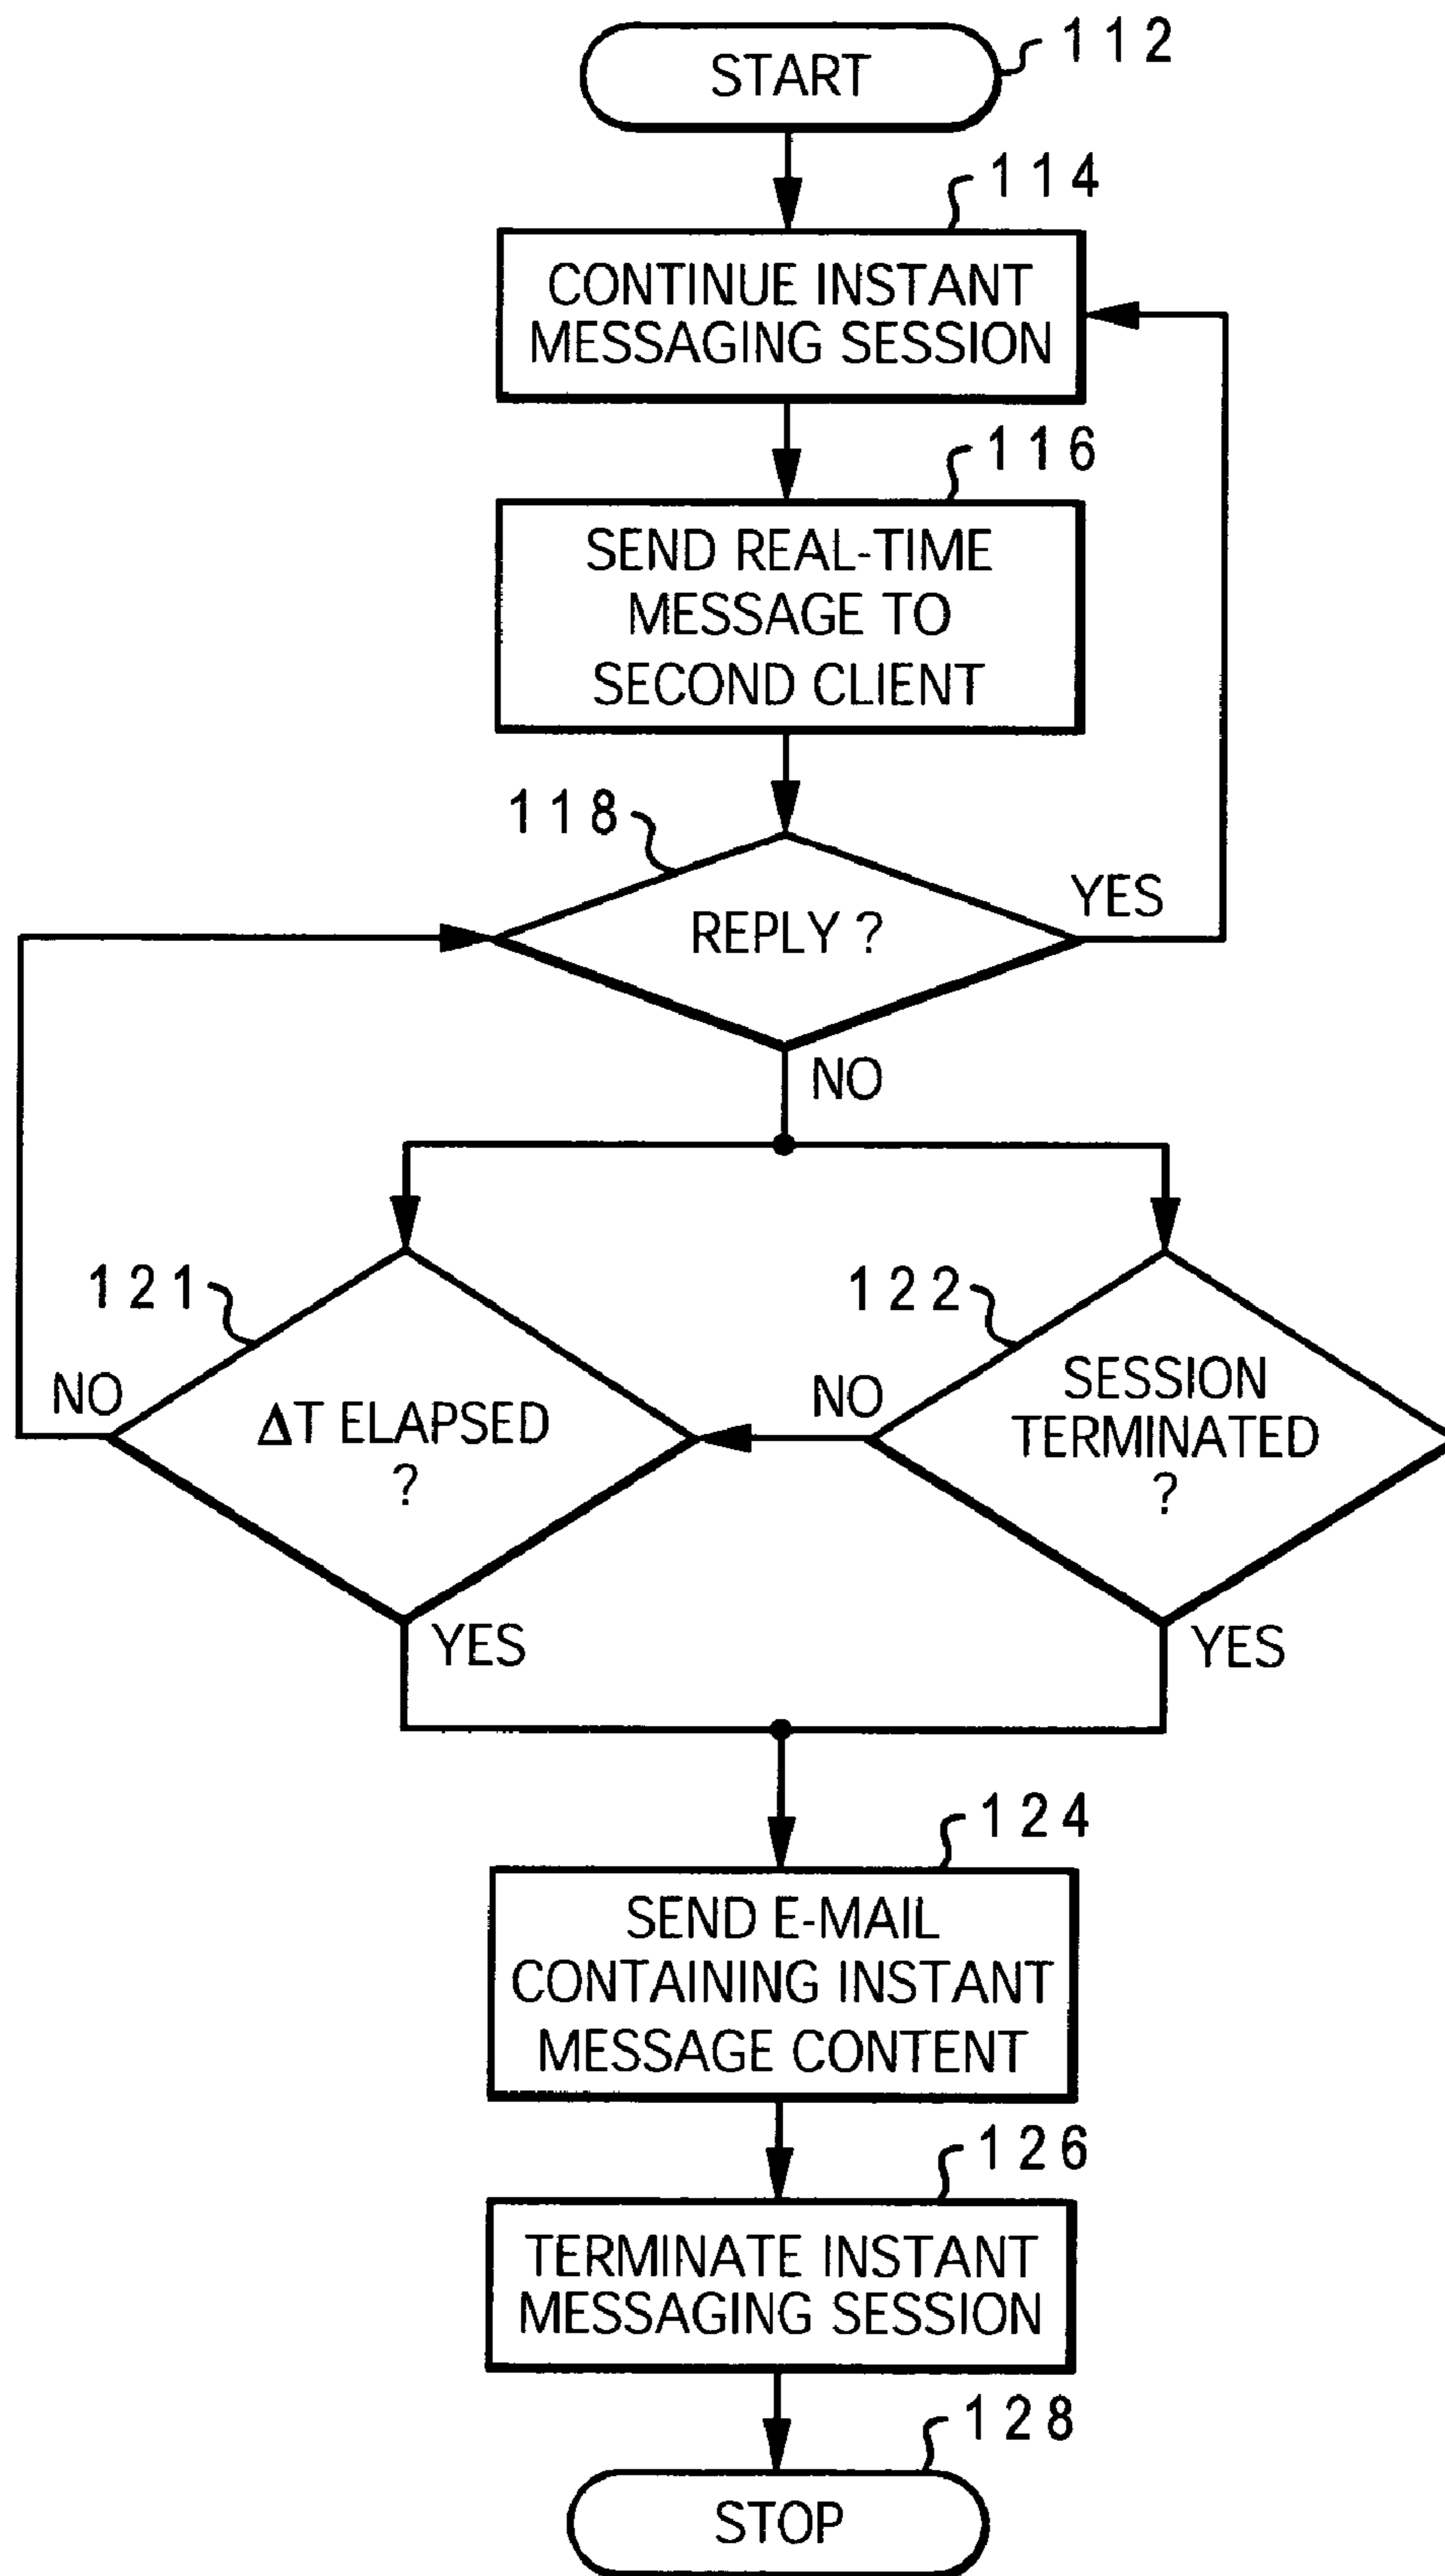 START
112
114
CONTINUE INSTANT
MESSAGING SESSION
116
SEND REAL-TIME
MESSAGE TO
SECOND CLIENT
118
REPLY ?
YES
NO
121
122
NO
ΔT ELAPSED
?
NO
SESSION
TERMINATED
?
YES
YES
124
SEND E-MAIL
CONTAINING INSTANT
MESSAGE CONTENT
126
TERMINATE INSTANT
MESSAGING SESSION
128
STOP